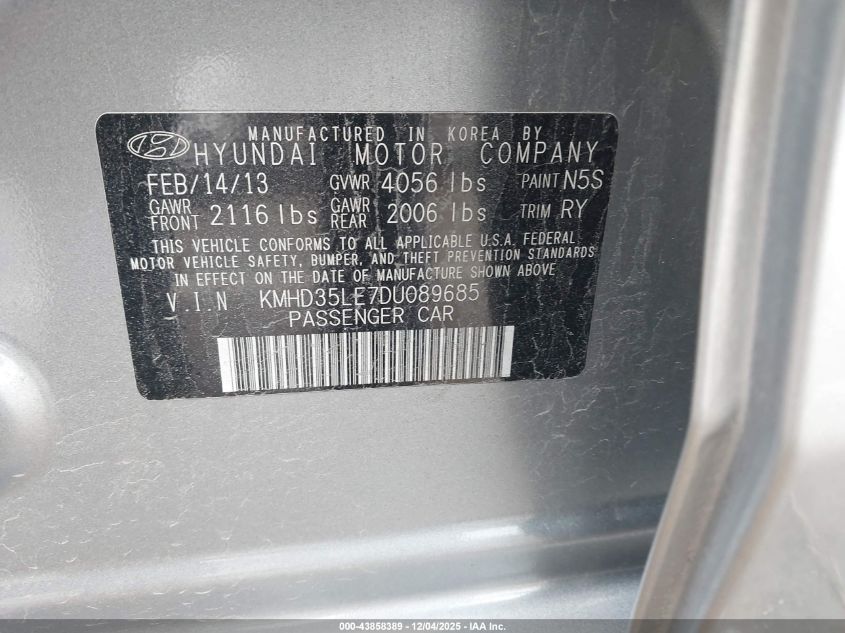 MANUFACTURED IN KOREA BY
HYUNDAI MOTOR COMPANY
FEB/14/13 GVWR 4056 lbs PAINT N5S
GAWR FRONT 2116 lbs GAWR REAR 2006 lbs TRIM RY
THIS VEHICLE CONFORMS TO ALL APPLICABLE U.S.A. FEDERAL
MOTOR VEHICLE SAFETY, BUMPER, AND THEFT PREVENTION STANDARDS
IN EFFECT ON THE DATE OF MANUFACTURE SHOWN ABOVE
V.I.N KMHD35LE7DU089685
PASSENGER CAR
000-43858389 - 12/04/2025 - IAA Inc.